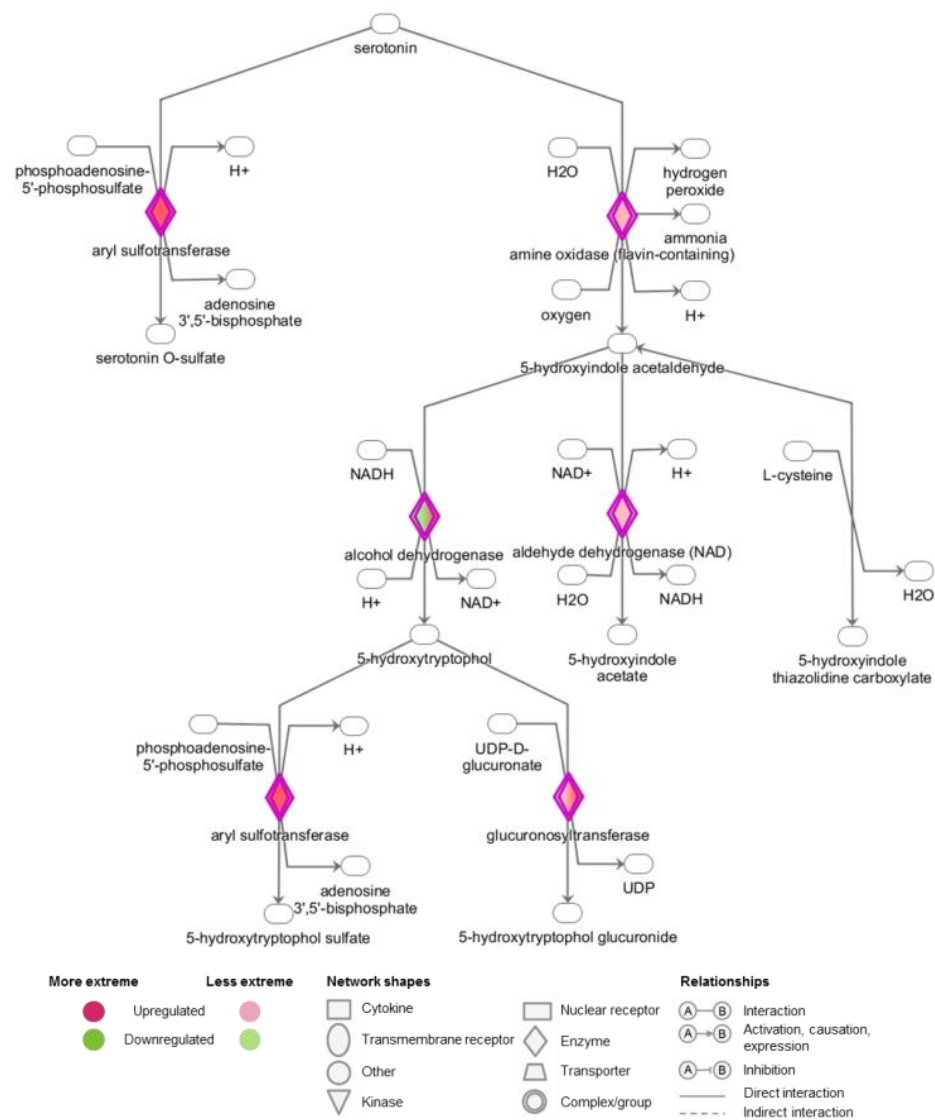 serotonin
phosphoadenosine-
5'-phosphosulfate
H+
aryl sulfotransferase
adenosine
3',5'-bisphosphate
serotonin O-sulfate
H2O
hydrogen
peroxide
ammonia
amine oxidase (flavin-containing)
oxygen
H+
5-hydroxyindole acetaldehyde
NADH
alcohol dehydrogenase
H+
NAD+
NAD+
H+
aldehyde dehydrogenase (NAD)
H2O
NADH
L-cysteine
H2O
5-hydroxytryptophol
5-hydroxyindole
acetate
5-hydroxyindole
thiazolidine carboxylate
phosphoadenosine-
5'-phosphosulfate
H+
aryl sulfotransferase
adenosine
3',5'-bisphosphate
5-hydroxytryptophol sulfate
UDP-D-
glucuronate
glucuronosyltransferase
UDP
5-hydroxytryptophol glucuronide
More extreme
Less extreme
Upregulated
Downregulated
Network shapes
Cytokine
Transmembrane receptor
Other
Kinase
Nuclear receptor
Enzyme
Transporter
Complex/group
Relationships
A B Interaction
A B Activation, causation,
expression
A B Inhibition
Direct interaction
Indirect interaction